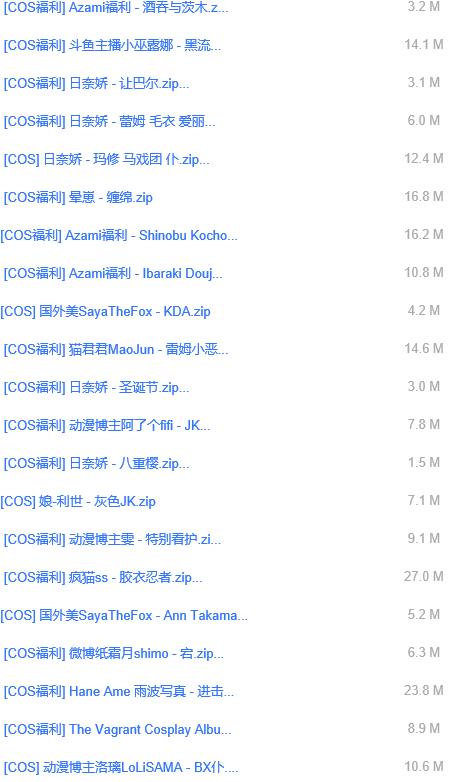 [COS福利] Azami福利 - 酒吞与茨木.z... 3.2 M
[COS福利] 斗鱼主播小巫露娜 - 黑流... 14.1 M
[COS福利] 日奈娇 - 让巴尔.zip... 3.1 M
[COS福利] 日奈娇 - 蕾姆 毛衣 爱丽... 6.0 M
[COS] 日奈娇 - 玛修 马戏团 仆.zip... 12.4 M
[COS福利] 晕崽 - 缠绵.zip 16.8 M
[COS福利] Azami福利 - Shinobu Kocho... 16.2 M
[COS福利] Azami福利 - Ibaraki Douj... 10.8 M
[COS] 国外美SayaTheFox - KDA.zip 4.2 M
[COS福利] 猫君君MaoJun - 雷姆小恶... 14.6 M
[COS福利] 日奈娇 - 圣诞节.zip... 3.0 M
[COS福利] 动漫博主阿了个fifi - JK... 7.8 M
[COS福利] 日奈娇 - 八重樱.zip... 1.5 M
[COS] 娘-利世 - 灰色JK.zip 7.1 M
[COS福利] 动漫博主雯 - 特别看护.zi... 9.1 M
[COS福利] 疯猫ss - 胶衣忍者.zip... 27.0 M
[COS] 国外美SayaTheFox - Ann Takama... 5.2 M
[COS福利] 微博纸霜月shimo - 宕.zip... 6.3 M
[COS福利] Hane Ame 雨波写真 - 进击... 23.8 M
[COS福利] The Vagrant Cosplay Albu... 8.9 M
[COS] 动漫博主洛璃LoLiSAMA - BX仆.... 10.6 M